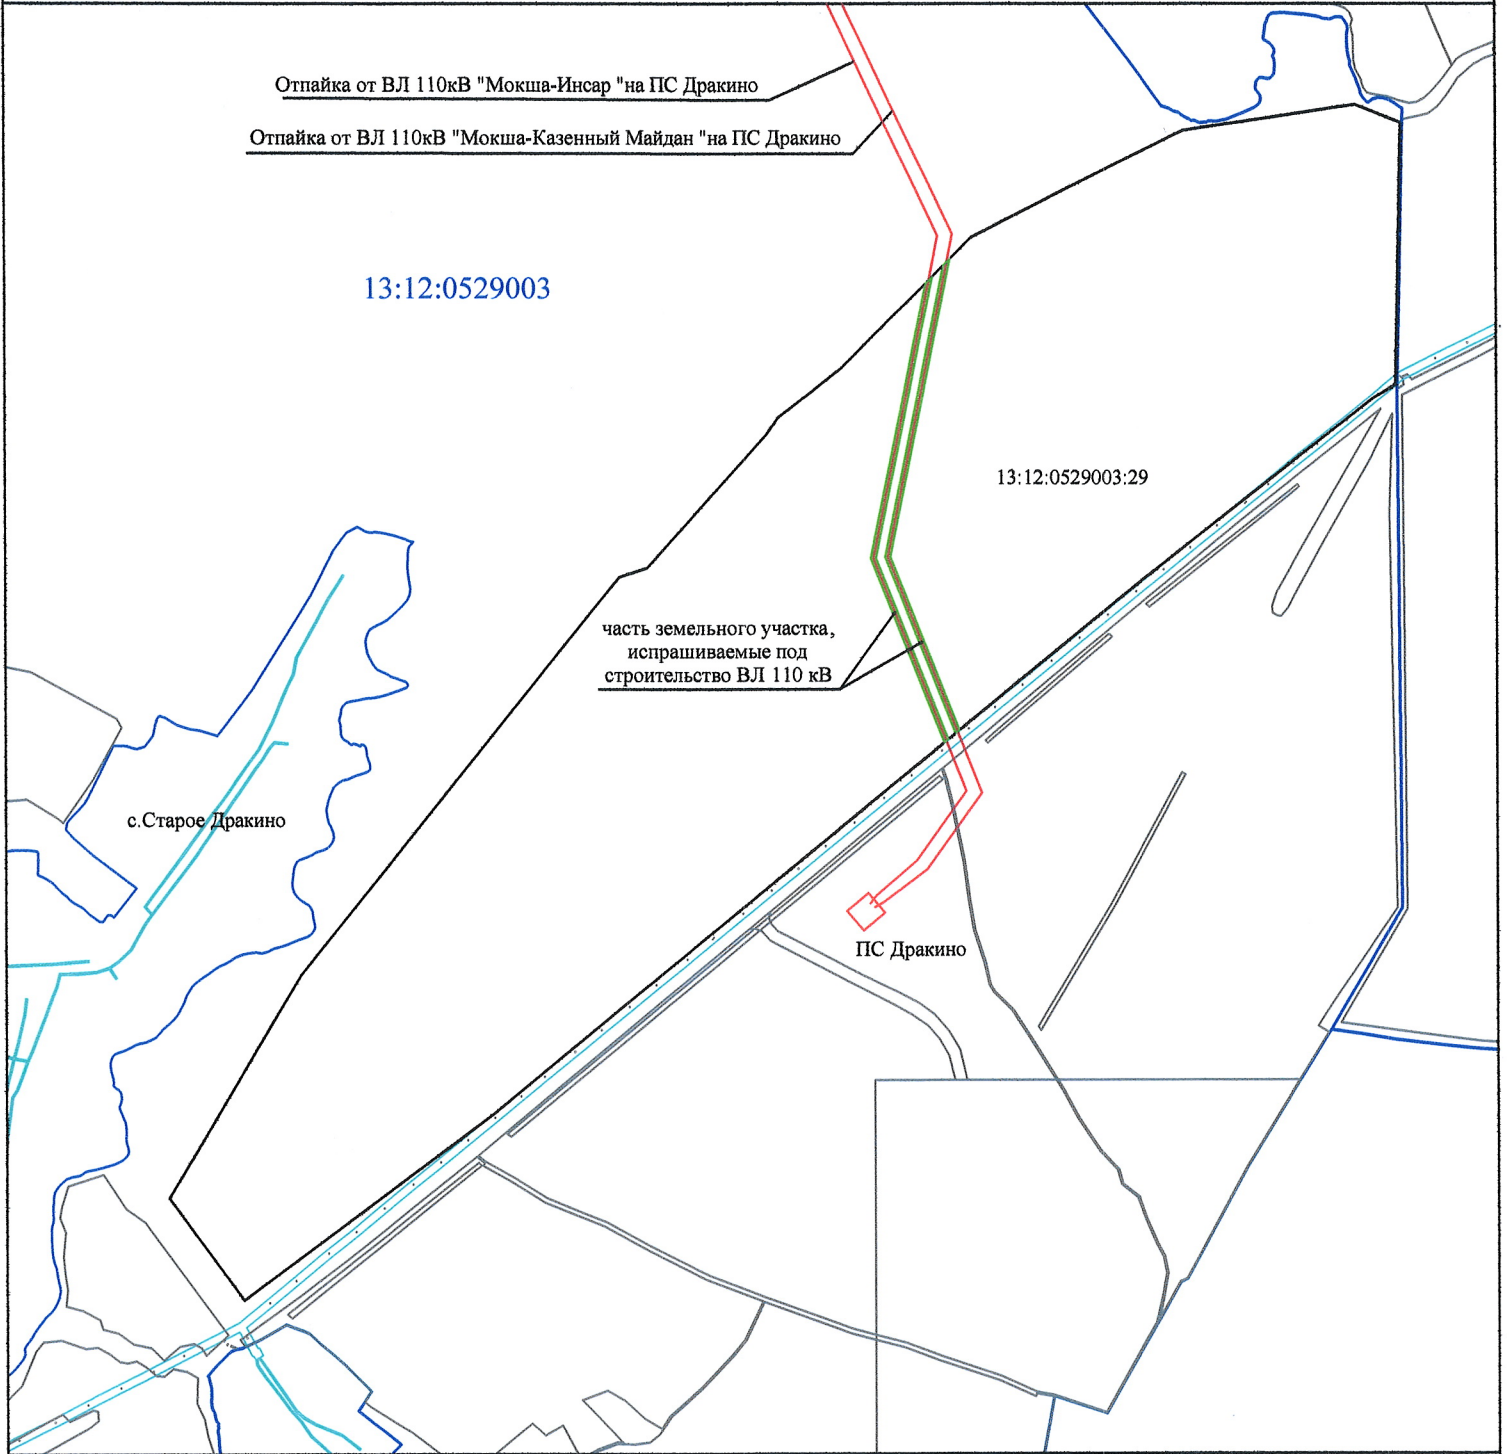 Отпайка от ВЛ 110кВ "Мокша-Инсар "на ПС Дракино
Отпайка от ВЛ 110кВ "Мокша-Казенный Майдан "на ПС Дракино
13:12:0529003
13:12:0529003:29
часть земельного участка,
испрашиваемые под
строительство ВЛ 110 кВ
с.Старое Дракино
ПС Дракино